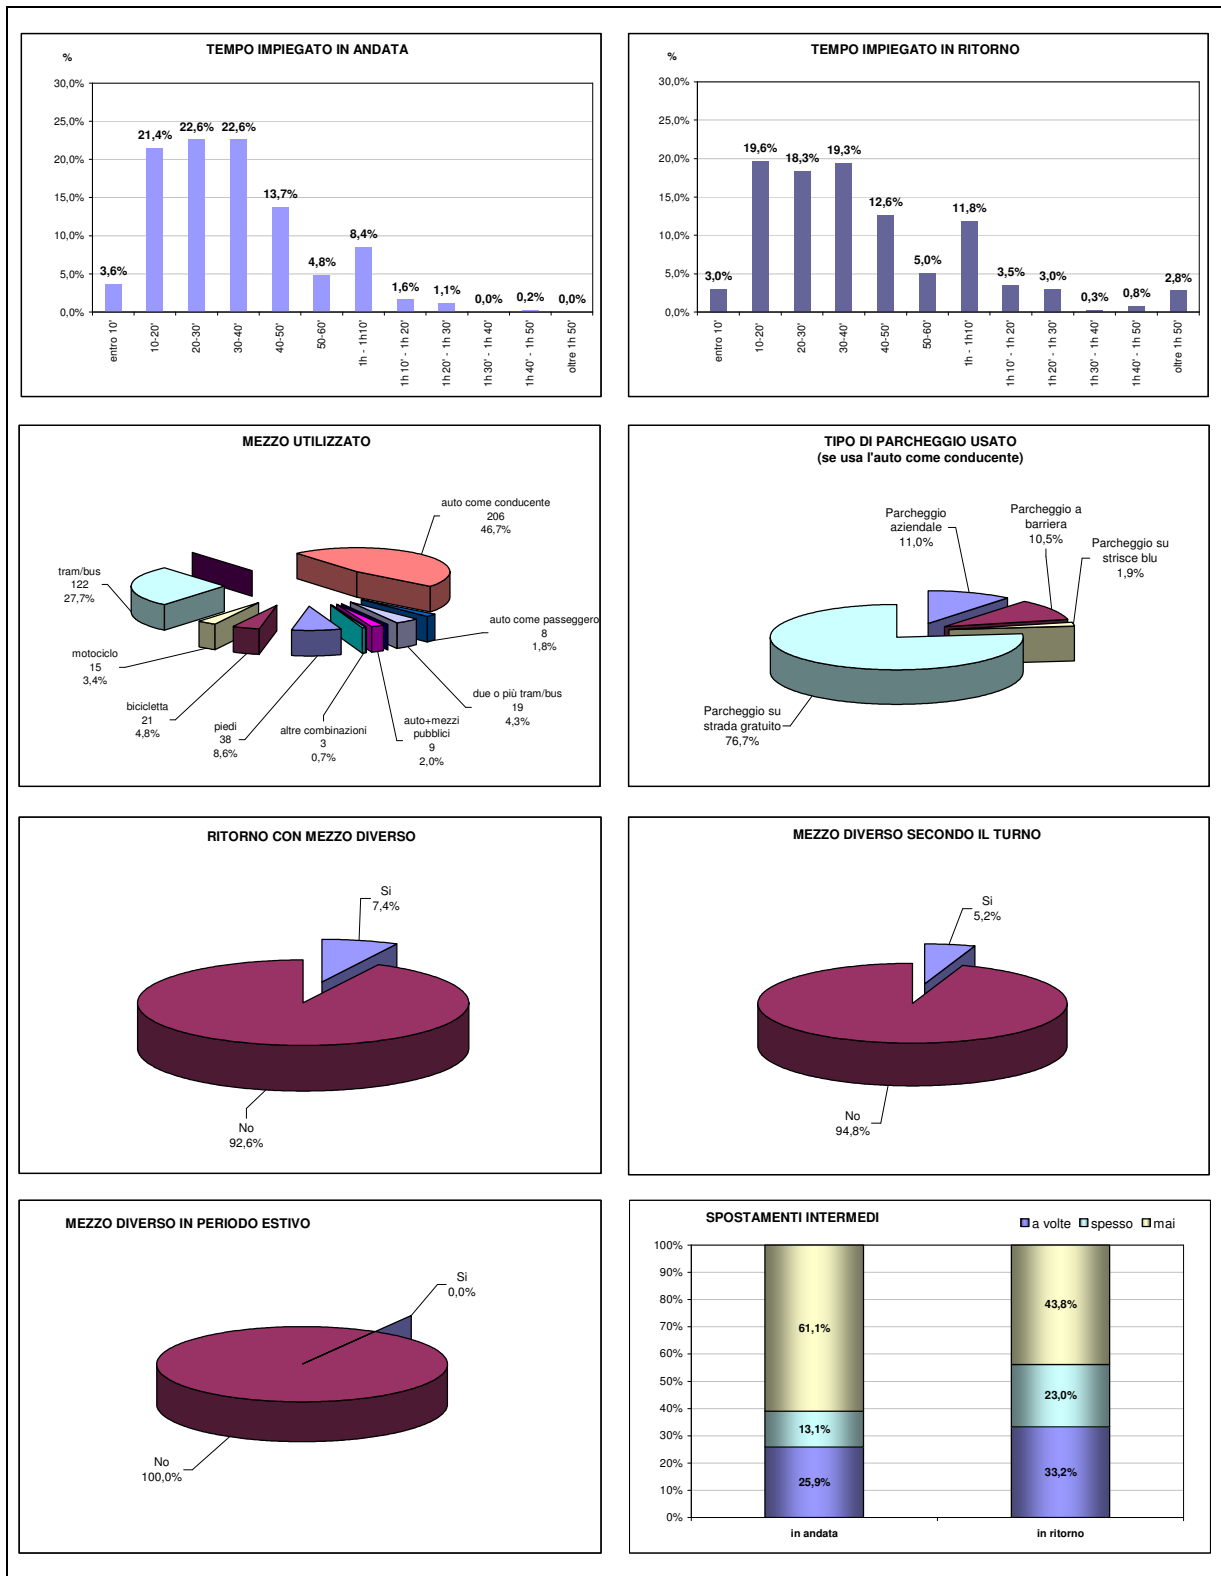 TEMPO IMPIEGATO IN ANDATA
%
30,0%
25,0%
20,0%
15,0%
10,0%
5,0%
0,0%
3,6%
21,4%
22,6%
22,6%
13,7%
4,8%
8,4%
1,6%
1,1%
0,0%
0,2%
0,0%
entro 10'
10-20'
20-30'
30-40'
40-50'
50-60'
1h - 1h10'
1h 10' - 1h 20'
1h 20' - 1h 30'
1h 30' - 1h 40'
1h 40' - 1h 50'
oltre 1h 50'
TEMPO IMPIEGATO IN RITORNO
%
30,0%
25,0%
20,0%
15,0%
10,0%
5,0%
0,0%
3,0%
19,6%
18,3%
19,3%
12,6%
5,0%
11,8%
3,5%
3,0%
0,3%
0,8%
2,8%
entro 10'
10-20'
20-30'
30-40'
40-50'
50-60'
1h - 1h10'
1h 10' - 1h 20'
1h 20' - 1h 30'
1h 30' - 1h 40'
1h 40' - 1h 50'
oltre 1h 50'
MEZZO UTILIZZATO
auto come conducente
206
46,7%
tram/bus
122
27,7%
auto come passeggero
8
1,8%
motociclo
15
3,4%
due o più tram/bus
19
4,3%
bicicletta
21
4,8%
piedi
38
8,6%
altre combinazioni
3
0,7%
auto+mezzi
pubblici
9
2,0%
TIPO DI PARCHEGGIO USATO
(se usa l'auto come conducente)
Parcheggio
aziendale
11,0%
Parcheggio a
barriera
10,5%
Parcheggio su
strisce blu
1,9%
Parcheggio su
strada gratuito
76,7%
RITORNO CON MEZZO DIVERSO
Si
7,4%
No
92,6%
MEZZO DIVERSO SECONDO IL TURNO
Si
5,2%
No
94,8%
MEZZO DIVERSO IN PERIODO ESTIVO
Si
0,0%
No
100,0%
SPOSTAMENTI INTERMEDI
a volte spesso mai
100%
90%
80%
70%
60%
50%
40%
30%
20%
10%
0%
61,1%
13,1%
25,9%
43,8%
23,0%
33,2%
in andata
in ritorno